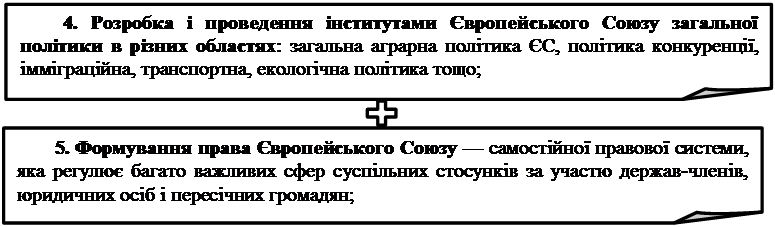 4. Розробка і проведення інститутами Європейського Союзу загальної
політики в різних областях: загальна аграрна політика ЄС, політика конкуренції,
імміграційна, транспортна, екологічна політика тощо;
5. Формування права Європейського Союзу — самостійної правової системи,
яка регулює багато важливих сфер суспільних стосунків за участю держав-членів,
юридичних осіб і пересічних громадян;